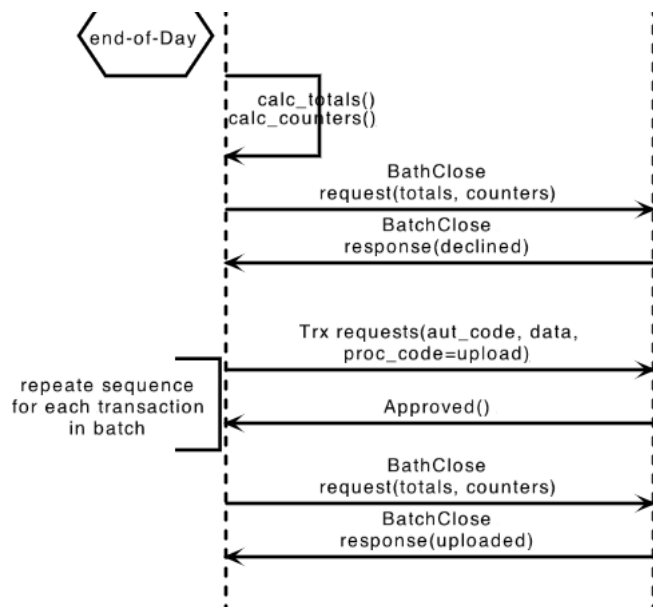 end-of-Day
calc_totals()
calc_counters()
BathClose
request(totals, counters)
BatchClose
response(declined)
Trx requests(aut_code, data,
proc_code=upload)
repeate sequence
for each transaction
in batch
Approved()
BathClose
request(totals, counters)
BatchClose
response(uploaded)